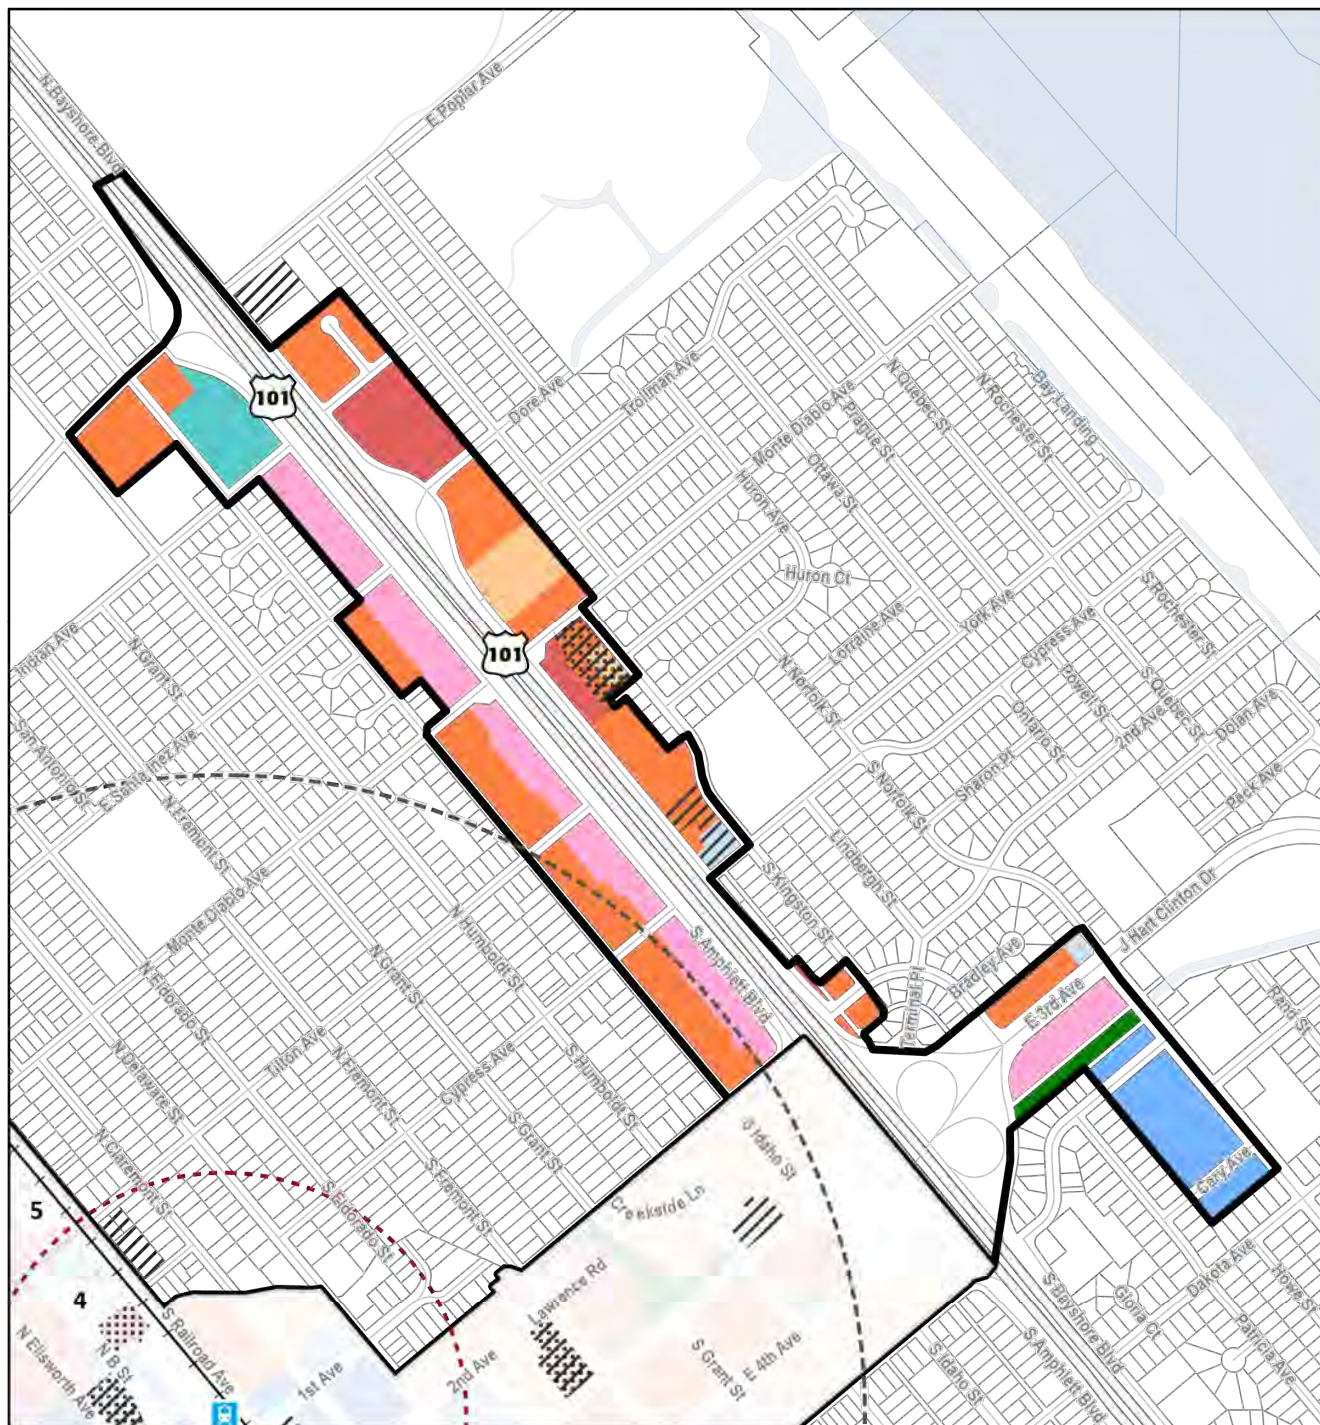 N Bayshore Blvd
E Poplar Ave
101
Dore Ave
Trollman Ave
Monte Diablo Ave
N Quebec St
N Rochester St
Bay Landing
Prague St
Ottawa St
Huron Ave
Huron Ct
S Rochester St
York Ave
Cypress Ave
Lorraine Ave
Indian Ave
N Grant St
101
N Norfolk St
Power St
S Quebec St
2nd Ave
Dolan Ave
Ontario St
San Antonio St
E Santa Inez Ave
N Fremont St
S Norfolk St
Sharon Pl
Peck Ave
Monte Diablo Ave
Lindbergh St
S Kingston St
N Humboldt St
J Hart Clinton Dr
N Eldorado St
N Grant St
S Amphlett Blvd
Bradley Ave
Terminal Pl
E 3rd Ave
Rand St
N Delaware St
Tilton Ave
N Fremont St
Cypress Ave
S Humboldt St
N Claremont St
S Grant St
S Idaho St
Gary Ave
S Fremont St
S Eldorado St
Creekside Ln
5
4
Lawrence Rd
S Railroad Ave
N B St
N Ellsworth Ave
1st Ave
2nd Ave
S Grant St
E 4th Ave
S Idaho St
S Bayshore Blvd
S Amphlett Blvd
Gloria Ct
Dakota Ave
Howe St
Patricia Ave